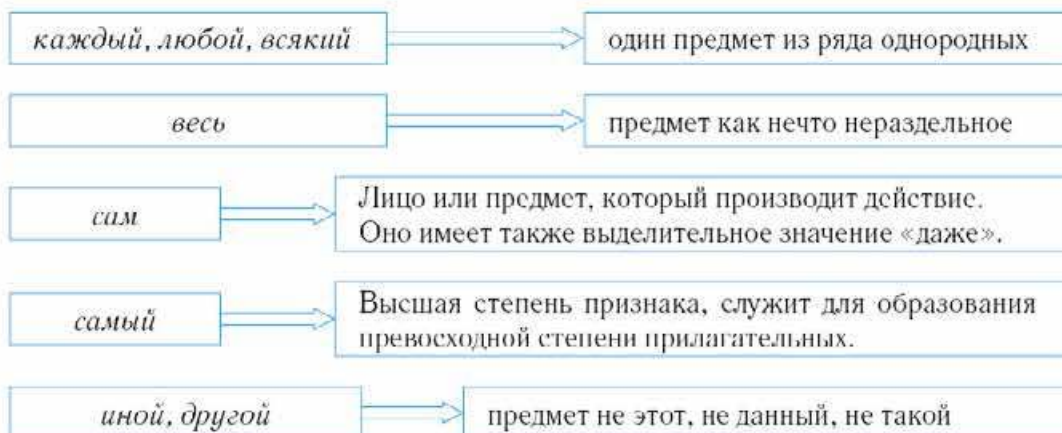 каждый, любой, всякий
один предмет из ряда однородных
весь
предмет как нечто нераздельное
сам
Лицо или предмет, который производит действие.
Оно имеет также выделительное значение «даже».
самый
Высшая степень признака, служит для образования
превосходной степени прилагательных.
иной, другой
предмет не этот, не данный, не такой